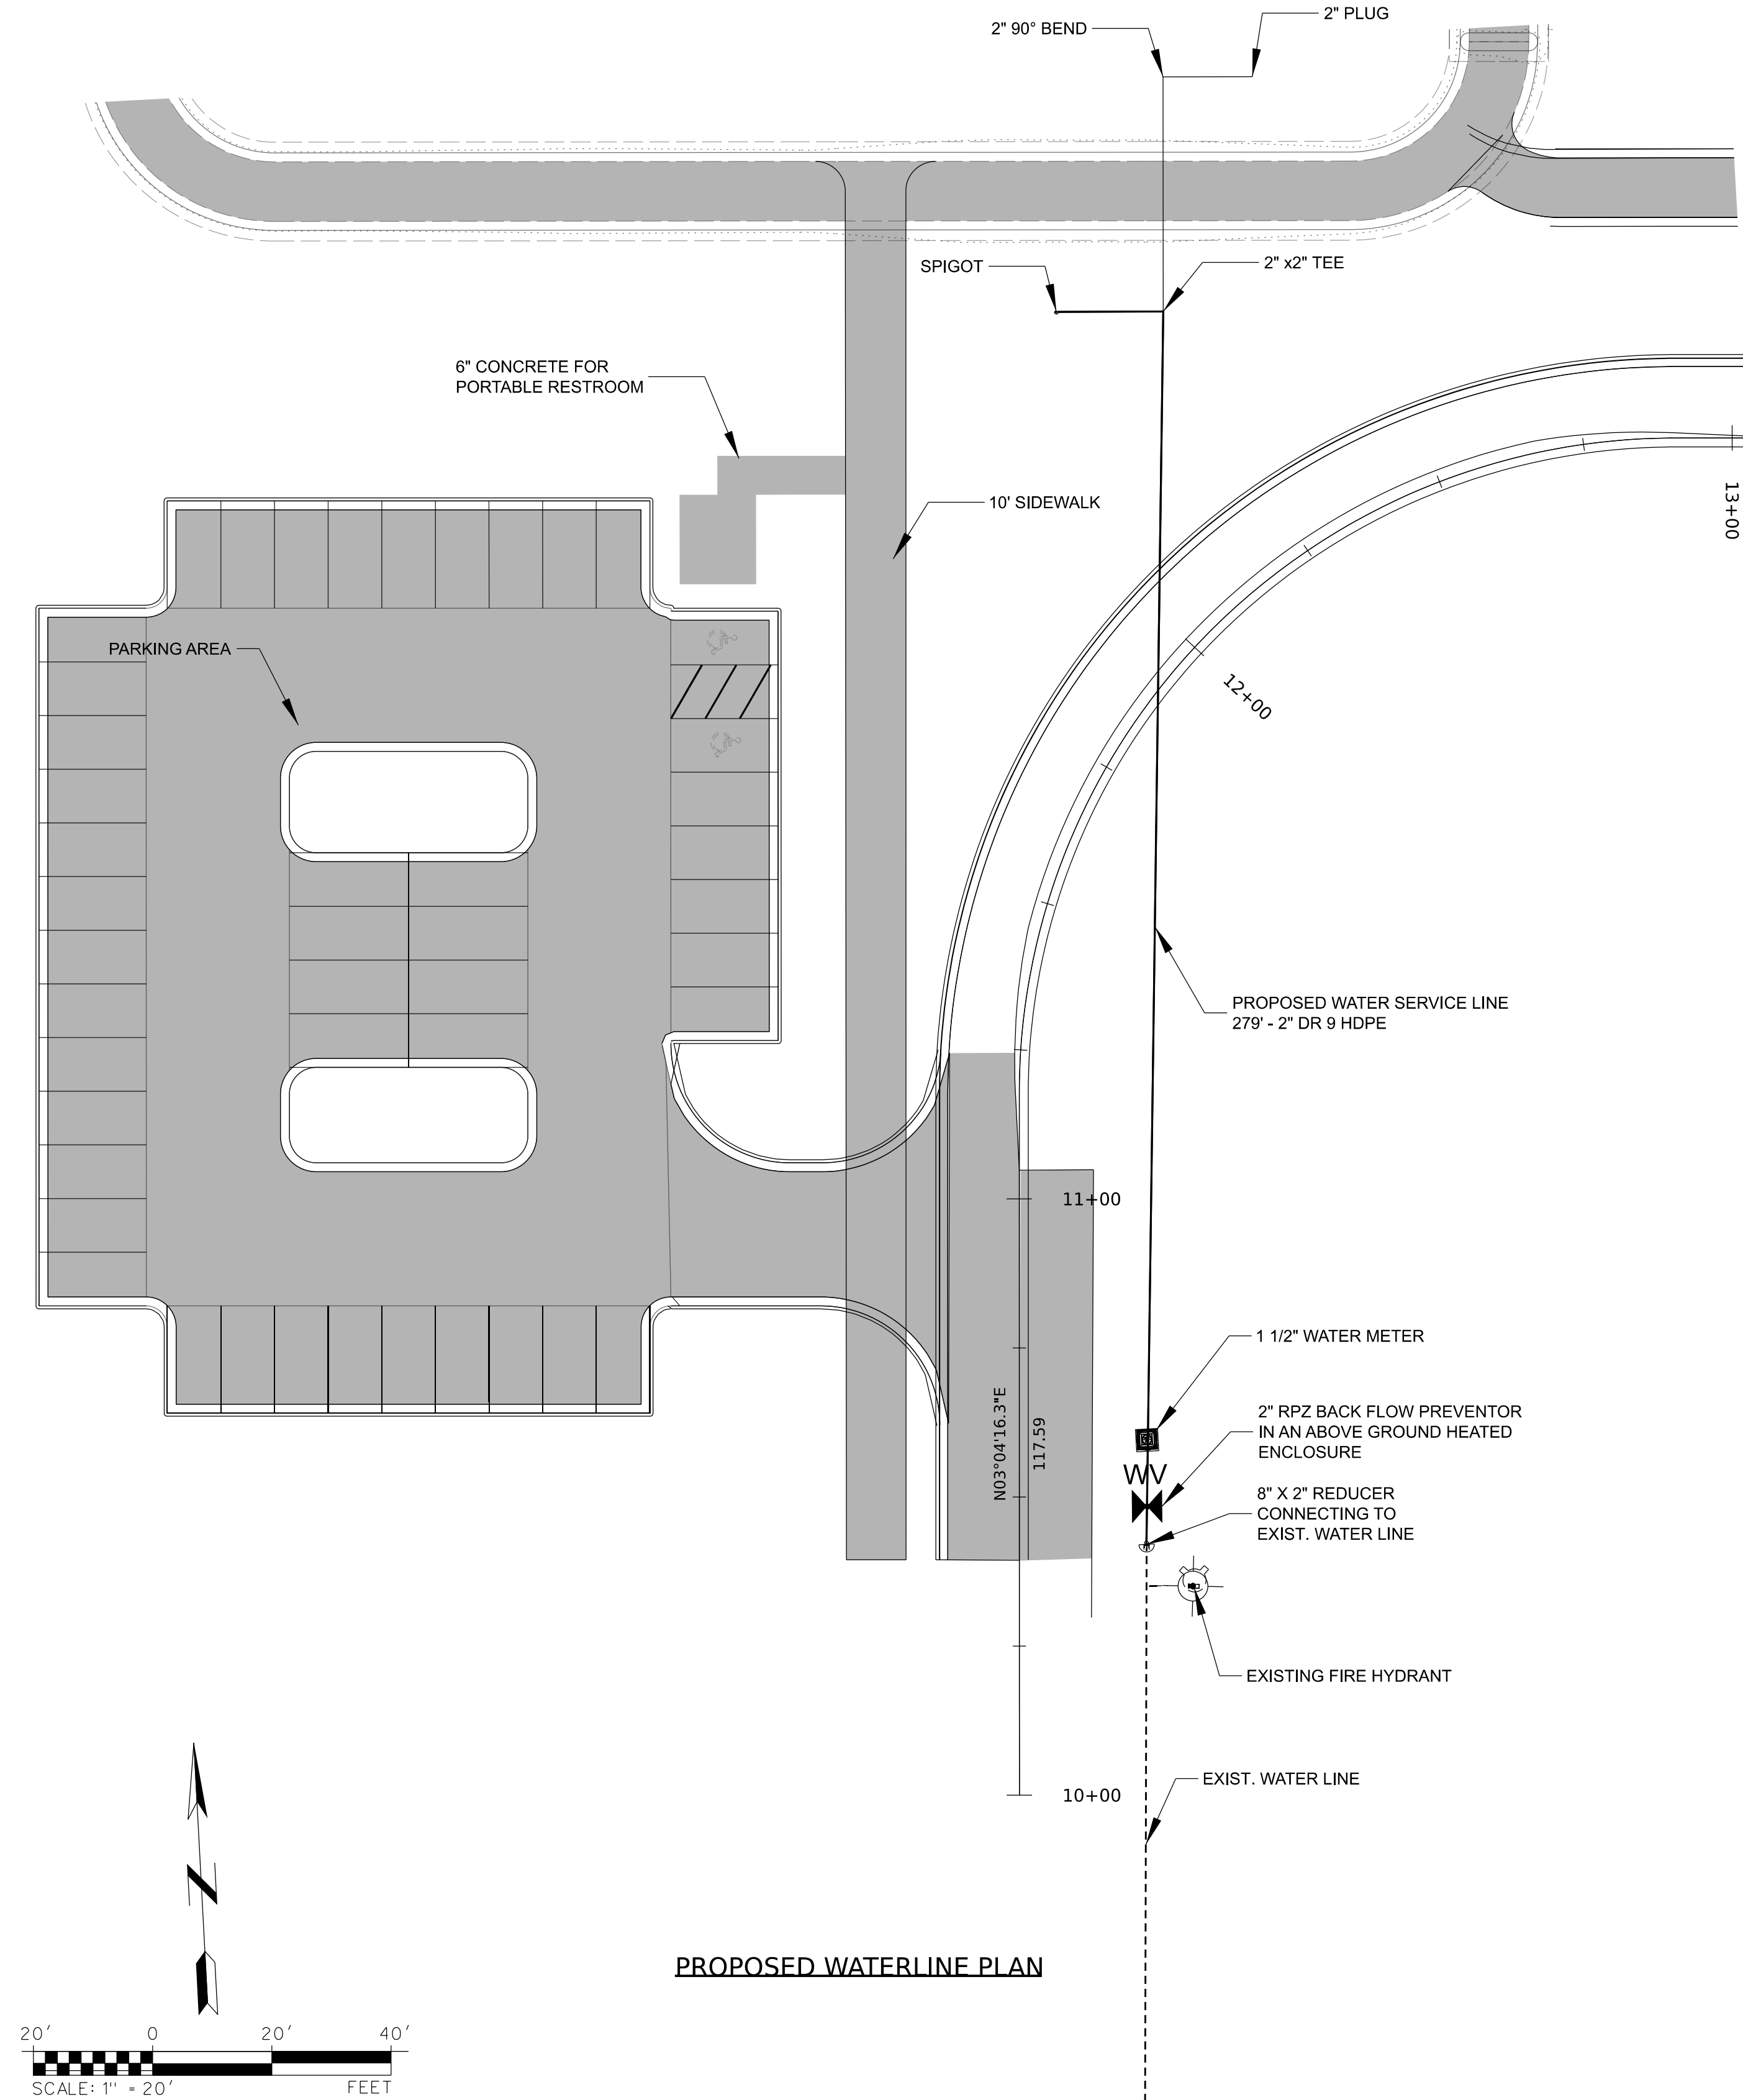 2" PLUG
2" 90° BEND
SPIGOT
2" x2" TEE
6" CONCRETE FOR
PORTABLE RESTROOM
10' SIDEWALK
13+00
PARKING AREA
12+00
PROPOSED WATER SERVICE LINE
279' - 2" DR 9 HDPE
11+00
1 1/2" WATER METER
N03°04'16.3"E
117.59
2" RPZ BACK FLOW PREVENTOR
IN AN ABOVE GROUND HEATED
ENCLOSURE
WV
8" X 2" REDUCER
CONNECTING TO
EXIST. WATER LINE
EXISTING FIRE HYDRANT
EXIST. WATER LINE
10+00
N
PROPOSED WATERLINE PLAN
20' 0 20' 40'
SCALE: 1" = 20' FEET